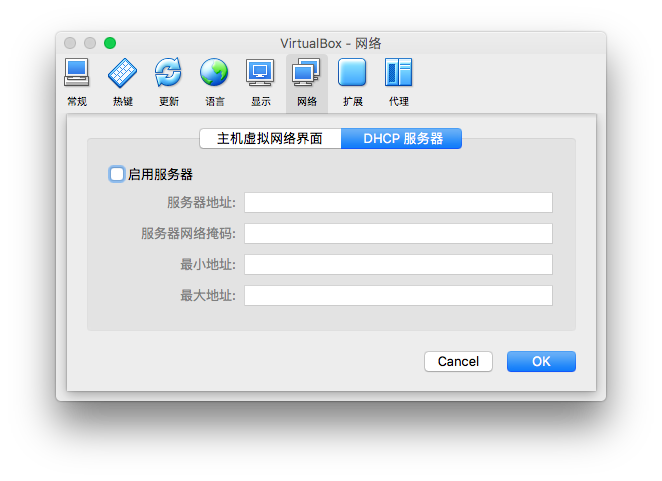 VirtualBox - 网络
常规 热键 更新 语言 显示 网络 扩展 代理
主机虚拟网络界面 DHCP 服务器
启用服务器
服务器地址:
服务器网络掩码:
最小地址:
最大地址:
Cancel OK